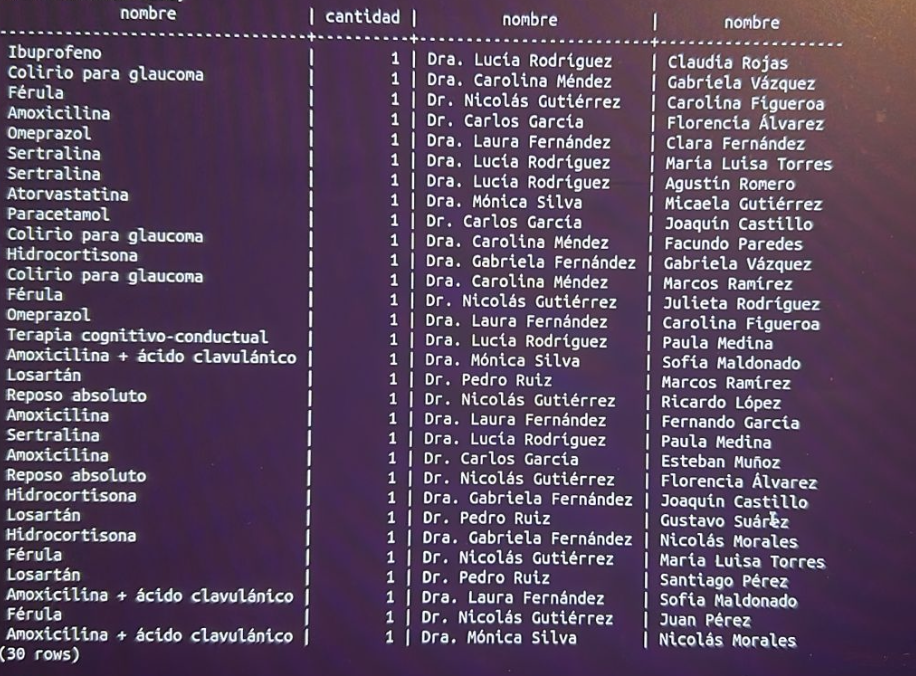 nombre | cantidad | nombre | nombre
Ibuprofeno | 1 | Dra. Lucía Rodríguez | Claudia Rojas
Colirio para glaucoma | 1 | Dra. Carolina Méndez | Gabriela Vázquez
Férula | 1 | Dr. Nicolás Gutiérrez | Carolina Figueroa
Amoxicilina | 1 | Dr. Carlos García | Florencia Álvarez
Omeprazol | 1 | Dra. Laura Fernández | Clara Fernández
Sertralina | 1 | Dra. Lucía Rodríguez | María Luisa Torres
Sertralina | 1 | Dra. Lucía Rodríguez | Agustín Romero
Atorvastatina | 1 | Dra. Mónica Silva | Micaela Gutiérrez
Paracetamol | 1 | Dr. Carlos García | Joaquín Castillo
Colirio para glaucoma | 1 | Dra. Carolina Méndez | Facundo Paredes
Hidrocortisona | 1 | Dra. Gabriela Fernández | Gabriela Vázquez
Colirio para glaucoma | 1 | Dra. Carolina Méndez | Marcos Ramírez
Férula | 1 | Dr. Nicolás Gutiérrez | Julieta Rodríguez
Omeprazol | 1 | Dra. Laura Fernández | Carolina Figueroa
Terapia cognitivo-conductual | 1 | Dra. Lucía Rodríguez | Paula Medina
Amoxicilina + ácido clavulánico | 1 | Dra. Mónica Silva | Sofía Maldonado
Losartán | 1 | Dr. Pedro Ruiz | Marcos Ramírez
Reposo absoluto | 1 | Dr. Nicolás Gutiérrez | Ricardo López
Amoxicilina | 1 | Dra. Laura Fernández | Fernando García
Sertralina | 1 | Dra. Lucía Rodríguez | Paula Medina
Amoxicilina | 1 | Dr. Carlos García | Esteban Muñoz
Reposo absoluto | 1 | Dr. Nicolás Gutiérrez | Florencia Álvarez
Hidrocortisona | 1 | Dra. Gabriela Fernández | Joaquín Castillo
Losartán | 1 | Dr. Pedro Ruiz | Gustavo Suárez
Hidrocortisona | 1 | Dra. Gabriela Fernández | Nicolás Morales
Férula | 1 | Dr. Nicolás Gutiérrez | María Luisa Torres
Losartán | 1 | Dr. Pedro Ruiz | Santiago Pérez
Amoxicilina + ácido clavulánico | 1 | Dra. Laura Fernández | Sofía Maldonado
Férula | 1 | Dr. Nicolás Gutiérrez | Juan Pérez
Amoxicilina + ácido clavulánico | 1 | Dra. Mónica Silva | Nicolás Morales
(30 rows)